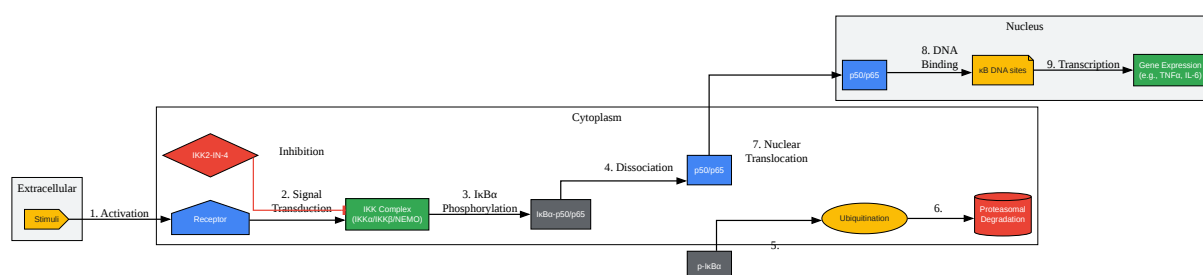 Nucleus
8. DNA
Binding
p50/p65
κB DNA sites
9. Transcription
Gene Expression
(e.g., TNFα, IL-6)
Cytoplasm
IKK2-IN-4
Inhibition
7. Nuclear
Translocation
4. Dissociation
p50/p65
Extracellular
Stimuli
1. Activation
Receptor
2. Signal
Transduction
IKK Complex
(IKKα/IKKβ/NEMO)
3. IκBα
Phosphorylation
IκBα-p50/p65
Ubiquitination
6.
Proteasomal
Degradation
5.
p-IκBα